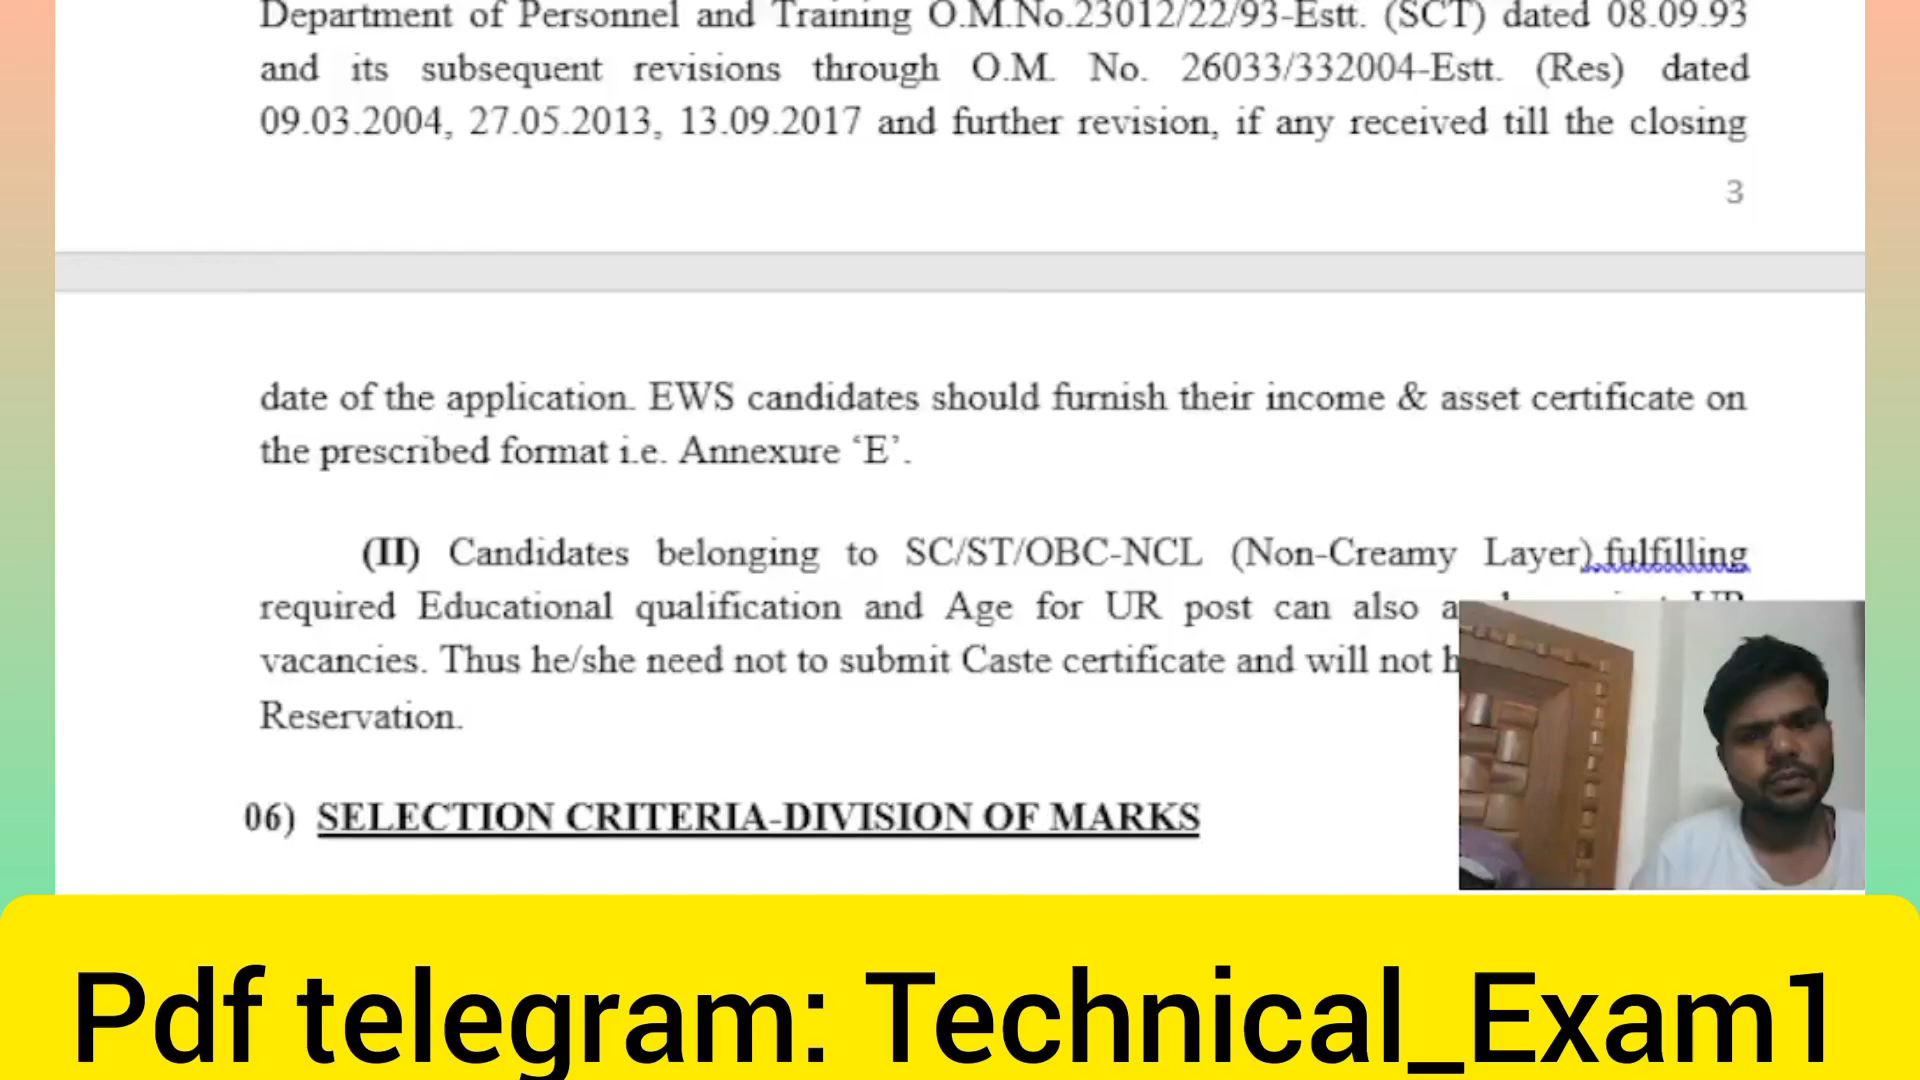 Department of Personnel and Training O.M.No.23012/22/93-Estt. (SCT) dated 08.09.93
and its subsequent revisions through O.M. No. 26033/332004-Estt. (Res) dated
09.03.2004, 27.05.2013, 13.09.2017 and further revision, if any received till the closing
3
date of the application. EWS candidates should furnish their income & asset certificate on
the prescribed format i.e. Annexure ‘E’.
(II) Candidates belonging to SC/ST/OBC-NCL (Non-Creamy Layer) fulfilling
required Educational qualification and Age for UR post can also UR
vacancies. Thus he/she need not to submit Caste certificate and will not
Reservation.
06) SELECTION CRITERIA-DIVISION OF MARKS
Pdf telegram: Technical_Exam1